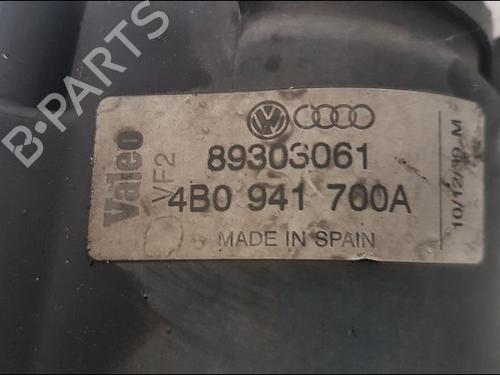 B-PARTS
Valeo
VF2
89303061
4B0 941 700A
MADE IN SPAIN
10/12/99 M